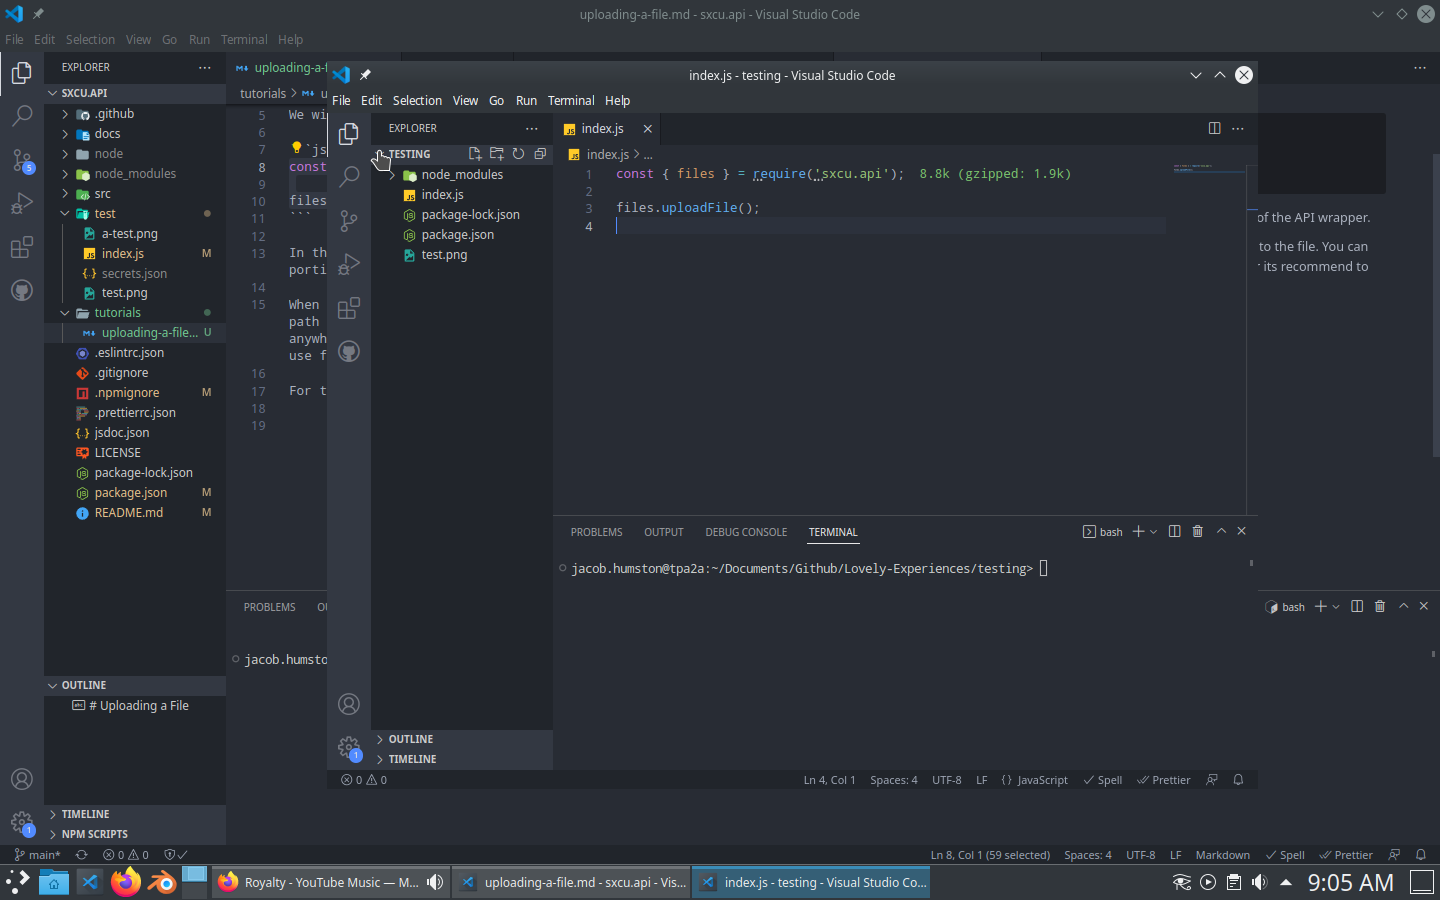 uploading-a-file.md - sxcu.api - Visual Studio Code
File Edit Selection View Go Run Terminal Help
EXPLORER
SXCU.API
.github
docs
node
node_modules
src
test
a-test.png
index.js M
secrets.json
test.png
tutorials
uploading-a-file... U
.eslintrc.json
.gitignore
.npmignore M
.prettierrc.json
jsdoc.json
LICENSE
package-lock.json
package.json M
README.md M
OUTLINE
# Uploading a File
TIMELINE
NPM SCRIPTS
uploading-a-f
tutorials > u
5 We wi
6
7 `js
8 const
9
10 files
11 ```
12
13 In th
porti
14
15 When
path
anywh
use f
16
17 For t
18
19
of the API wrapper.
to the file. You can
its recommend to
PROBLEMS OU
bash
jacob.humsto
index.js - testing - Visual Studio Code
File Edit Selection View Go Run Terminal Help
EXPLORER
TESTING
node_modules
index.js
package-lock.json
package.json
test.png
OUTLINE
TIMELINE
index.js
index.js > ...
1 const { files } = require('sxcu.api'); 8.8k (gzipped: 1.9k)
2
3 files.uploadFile();
4
PROBLEMS OUTPUT DEBUG CONSOLE TERMINAL
bash
jacob.humston@tpa2a:~/Documents/Github/Lovely-Experiences/testing>
0 0 Ln 4, Col 1 Spaces: 4 UTF-8 LF {} JavaScript Spell Prettier
main* 0 0 Ln 8, Col 1 (59 selected) Spaces: 4 UTF-8 LF Markdown Spell Prettier
Royalty - YouTube Music — M...
uploading-a-file.md - sxcu.api - Vis...
index.js - testing - Visual Studio Co...
9:05 AM
5
1
1